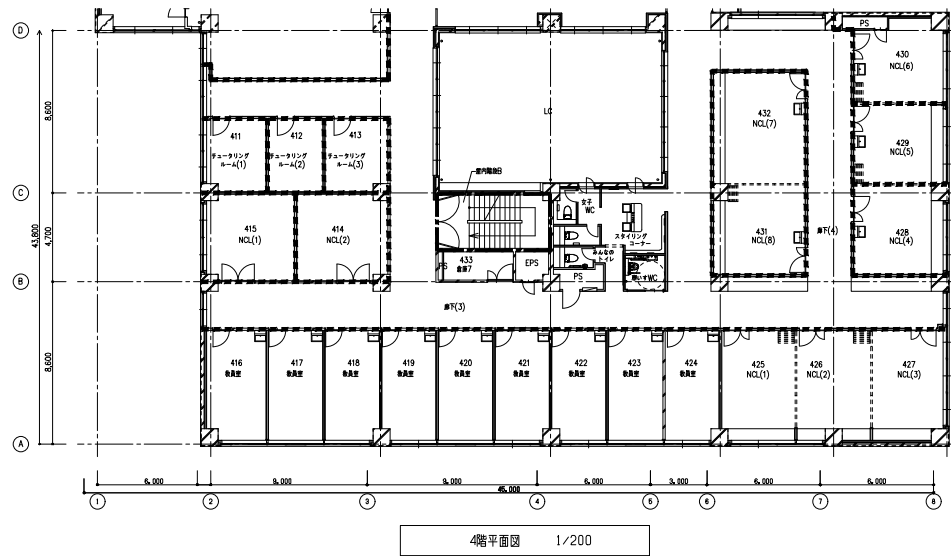 D
PS
430
NCL(6)
LC
8,600
432
NCL(7)
411
412
413
チュータリング
ルーム(1)
チュータリング
ルーム(2)
チュータリング
ルーム(3)
429
NCL(5)
屋内階段B
C
女子
WC
415
NCL(1)
414
NCL(2)
スタイリング
コーナー
431
NCL(8)
廊下(4)
428
NCL(4)
43,800
4,700
みんなの
トイレ
433
倉庫7
PS
EPS
PS
車いすWC
B
廊下(3)
8,600
416
教員室
417
教員室
418
教員室
419
教員室
420
教員室
421
教員室
422
教員室
423
教員室
424
教員室
425
NCL(1)
426
NCL(2)
427
NCL(3)
A
6,000
9,000
9,000
6,000
3,000
6,000
6,000
45,000
1
2
3
4
5
6
7
8
4階平面図 1/200